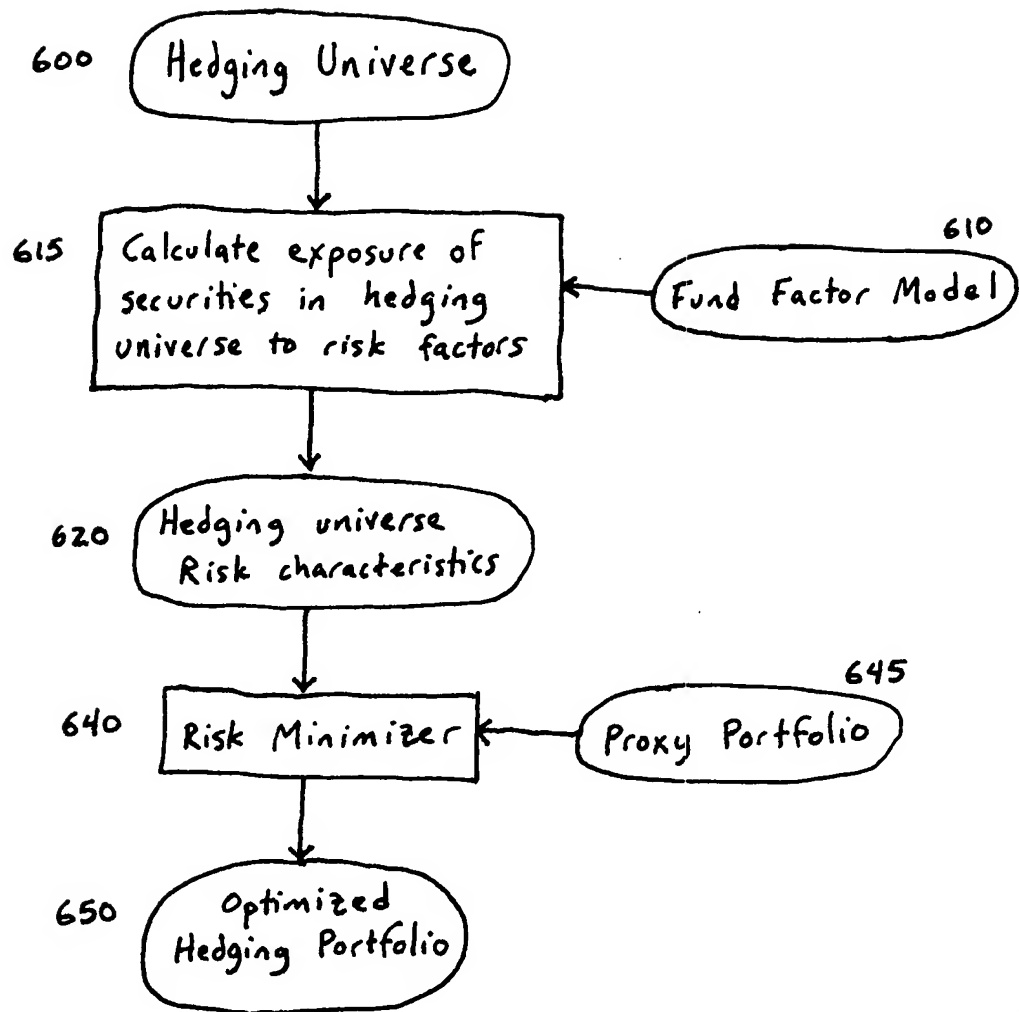 600
Hedging Universe
610
615
Calculate exposure of
securities in hedging
universe to risk factors
Fund Factor Model
620
Hedging universe
Risk characteristics
645
640
Risk Minimizer
Proxy Portfolio
650
Optimized
Hedging Portfolio